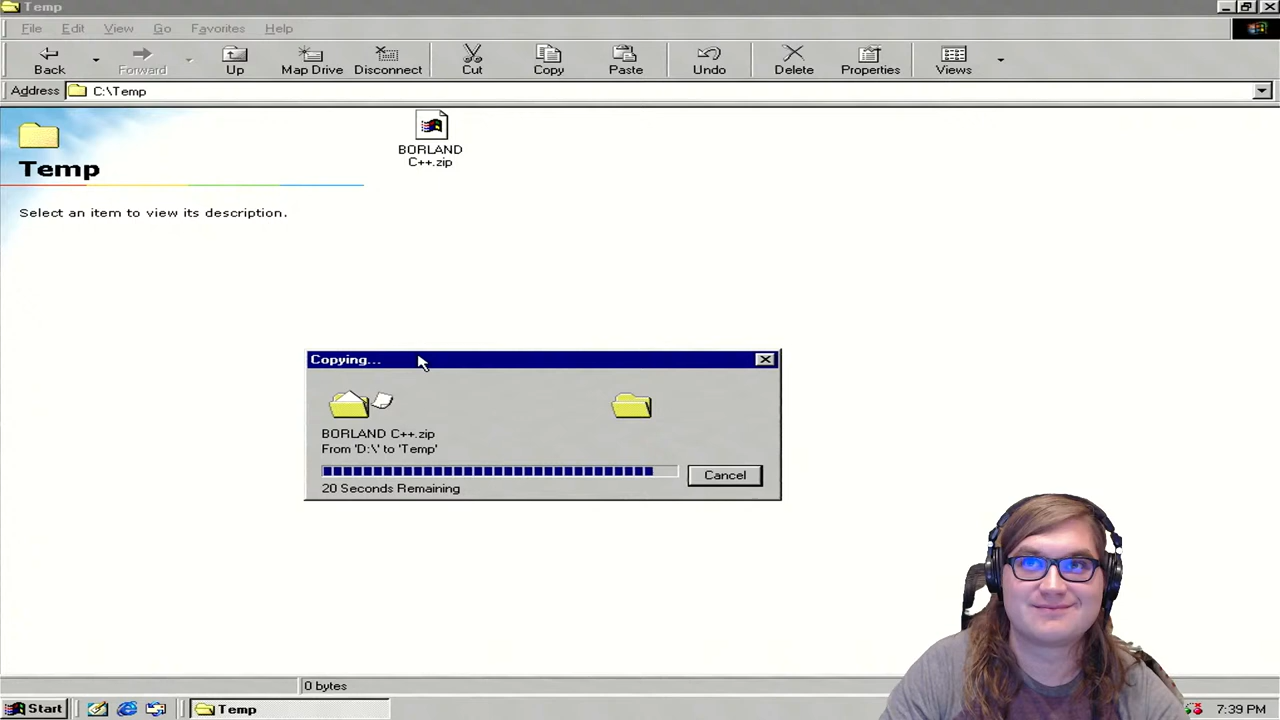 Temp
File Edit View Go Favorites Help
Back Forward Up Map Drive Disconnect Cut Copy Paste Undo Delete Properties Views
Address C:\Temp
BORLAND
C++.zip
Temp
Select an item to view its description.
Copying...
BORLAND C++.zip
From 'D:\' to 'Temp'
Cancel
20 Seconds Remaining
0 bytes
Start Temp 7:39 PM